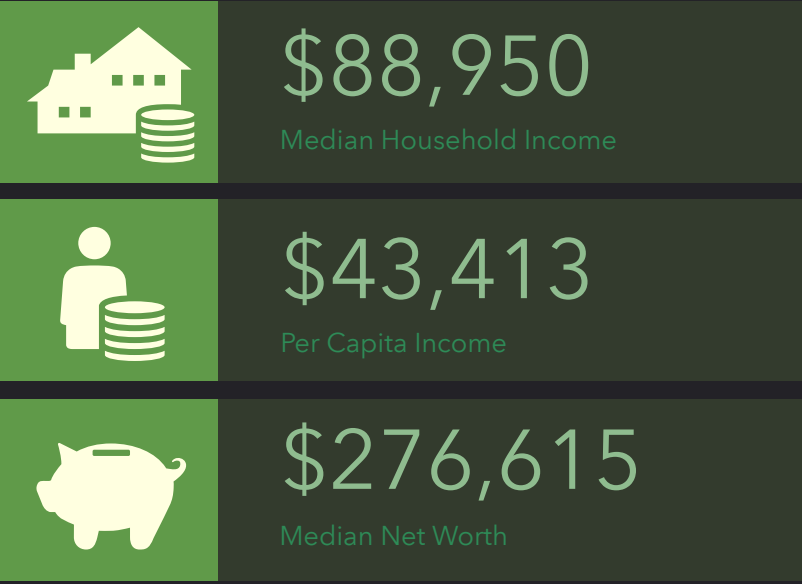 $88,950
Median Household Income
$43,413
Per Capita Income
$276,615
Median Net Worth